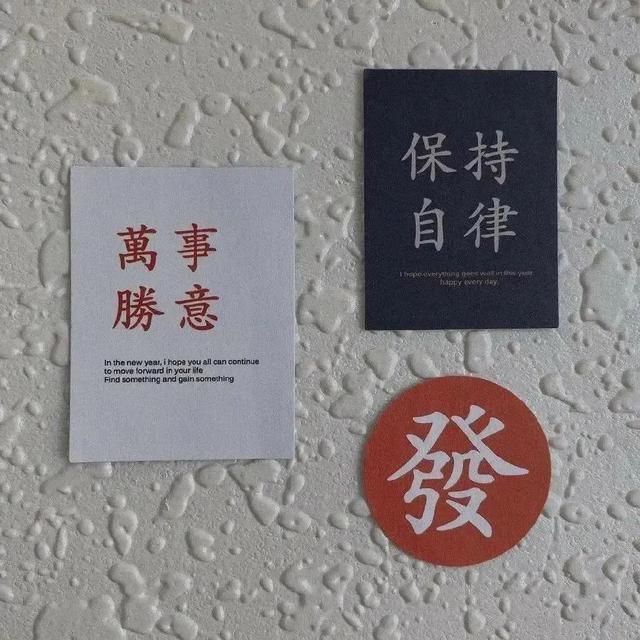 萬事
勝意
In the new year, i hope you all can continue
to move forward in your life
Find something and gain something
保持
自律
I hope everything goes well in this year
happy every day.
發